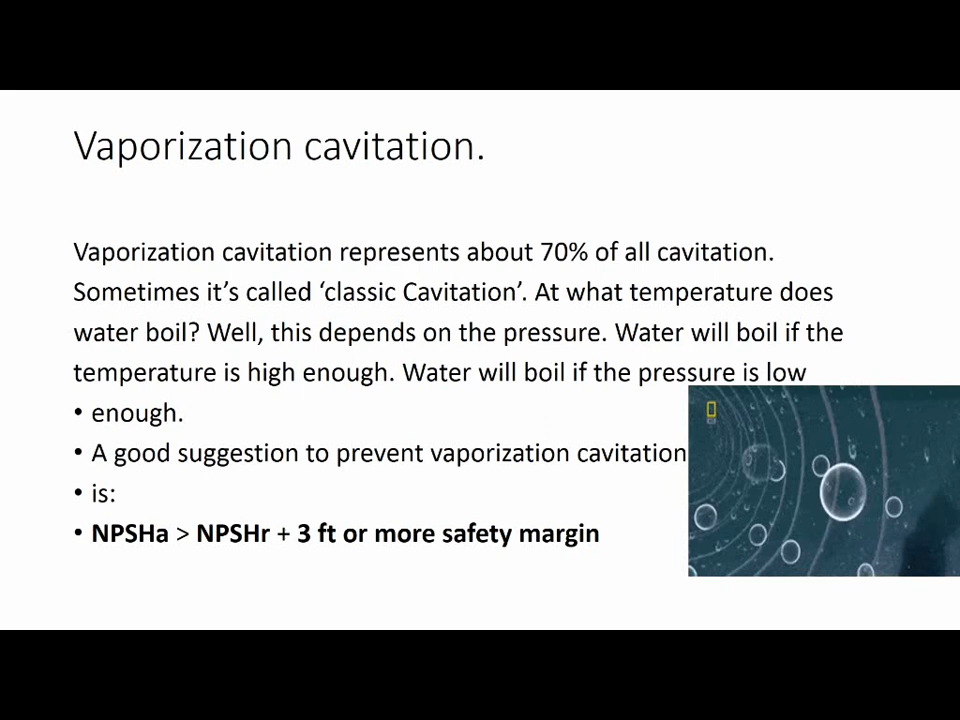 Vaporization cavitation.
Vaporization cavitation represents about 70% of all cavitation.
Sometimes it’s called ‘classic Cavitation’. At what temperature does
water boil? Well, this depends on the pressure. Water will boil if the
temperature is high enough. Water will boil if the pressure is low
• enough.
• A good suggestion to prevent vaporization cavitation
• is:
• NPSHa > NPSHr + 3 ft or more safety margin